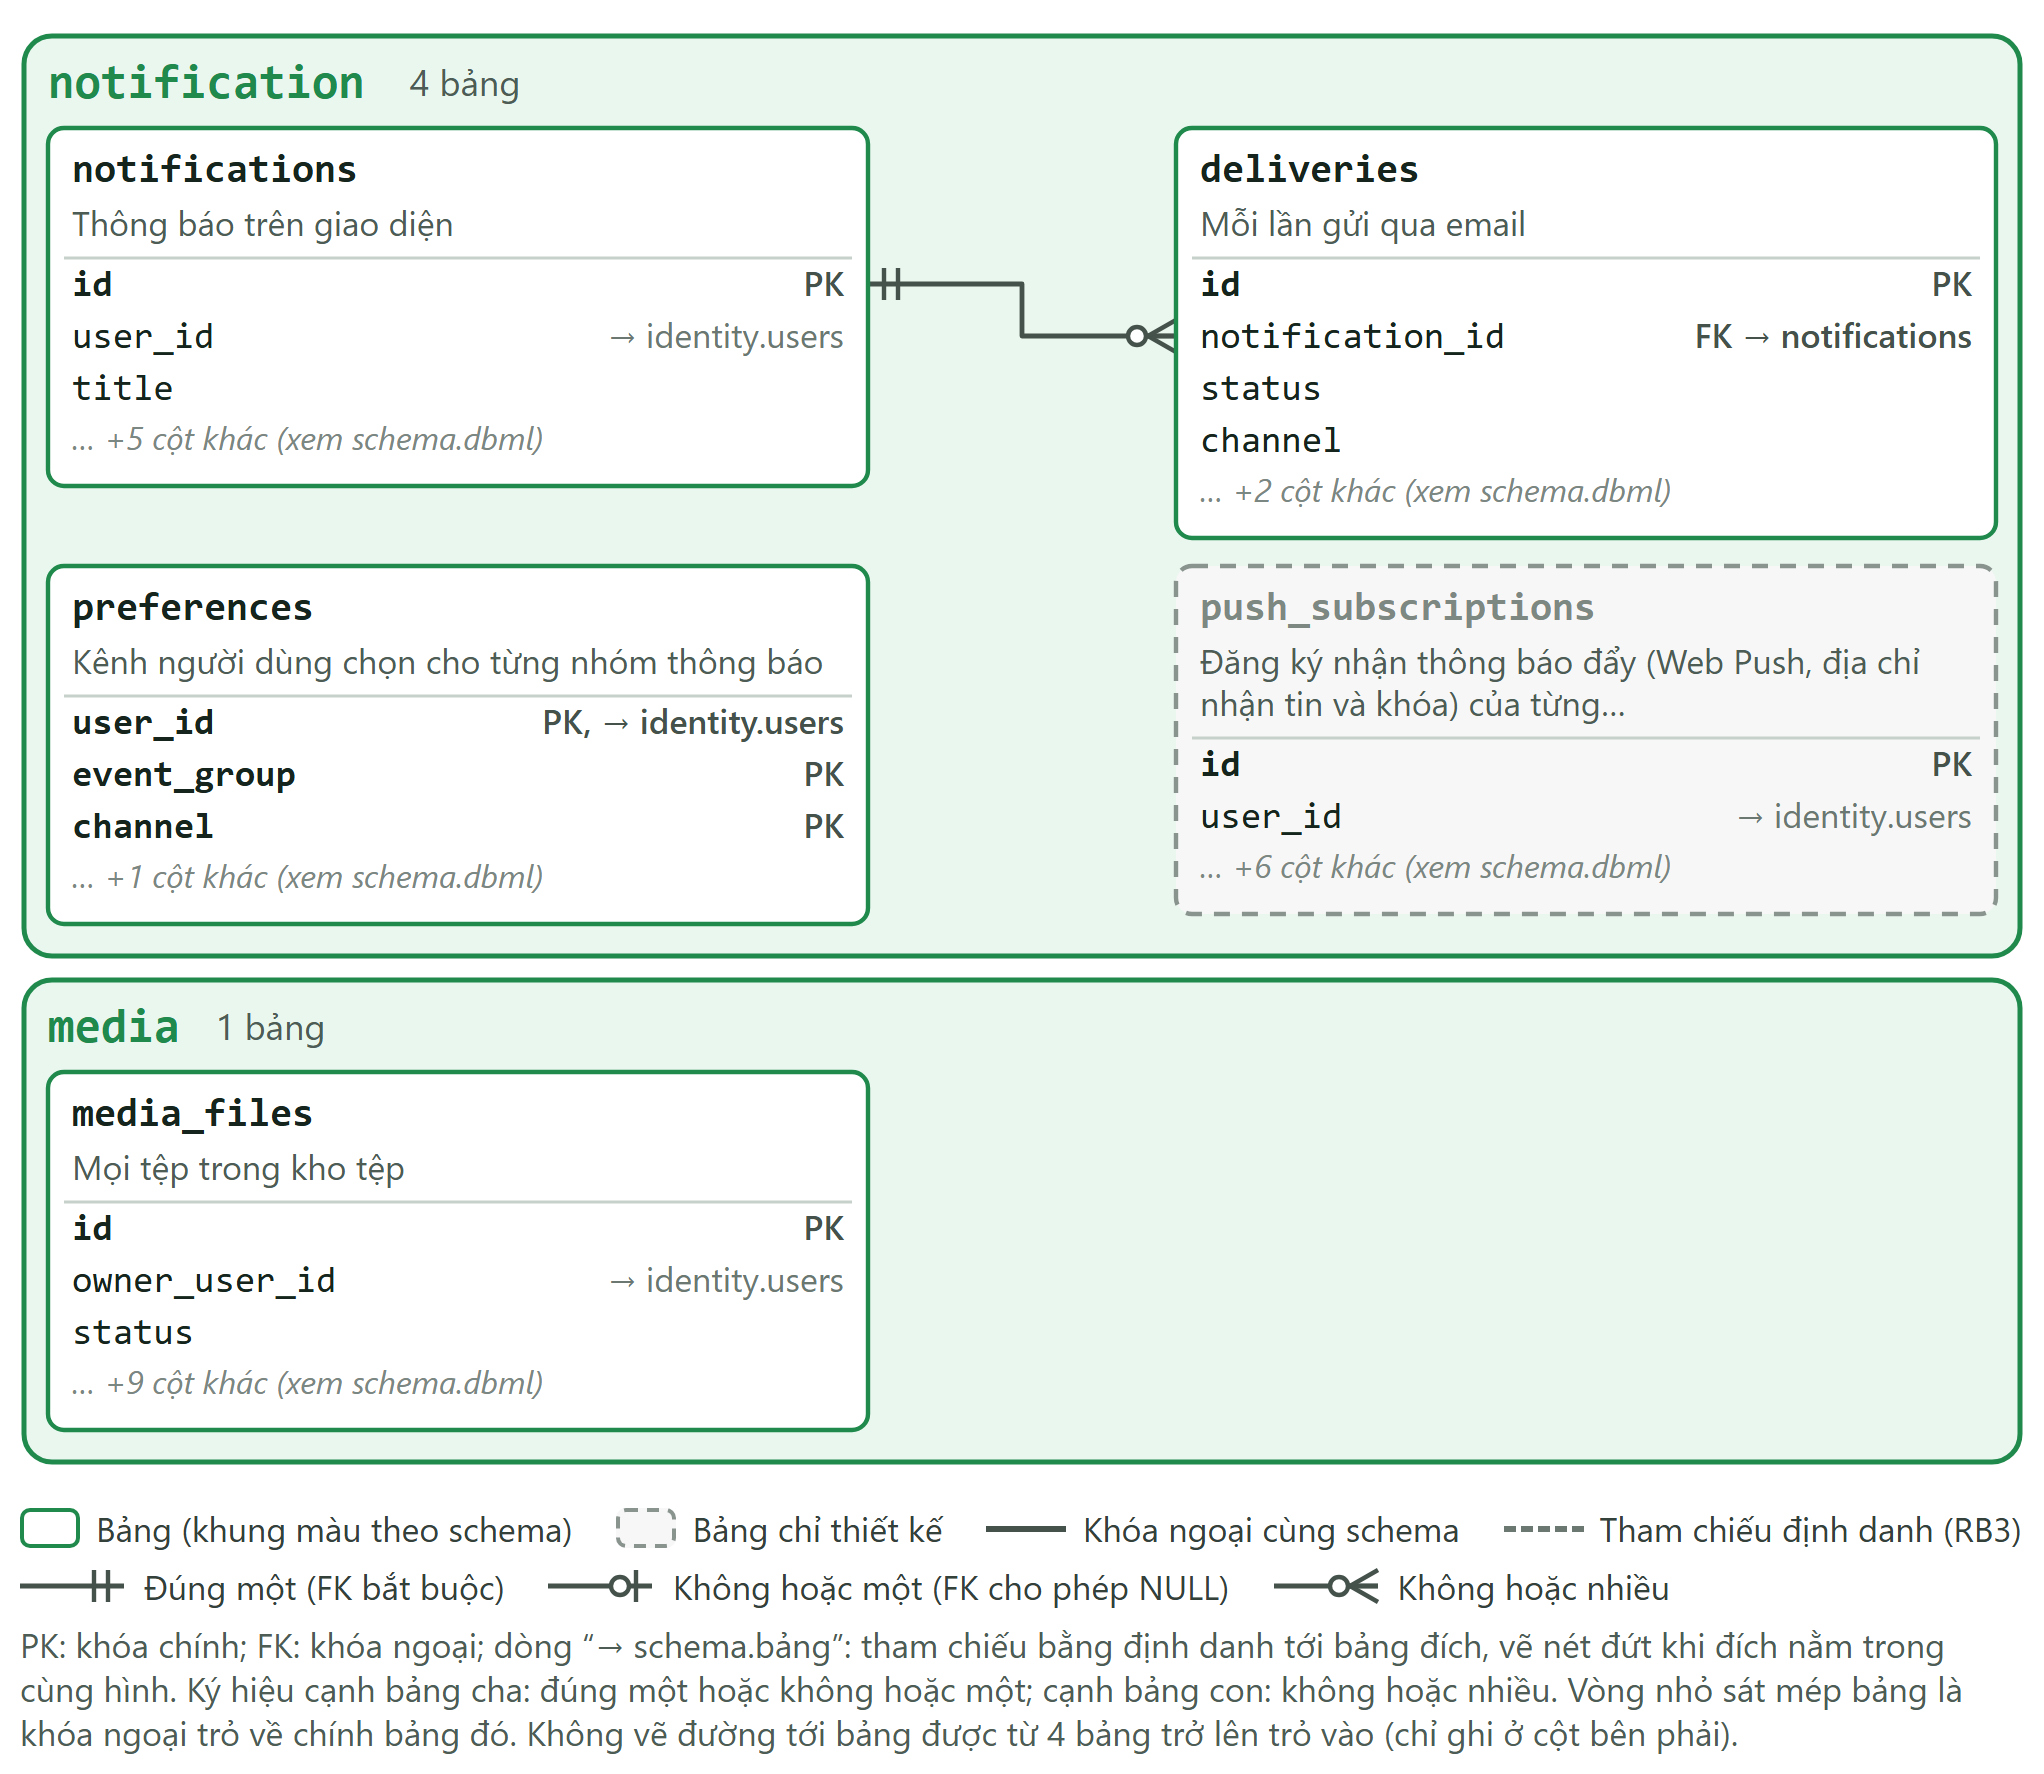 notification 4 bảng
notifications
Thông báo trên giao diện
id PK
user_id → identity.users
title
... +5 cột khác (xem schema.dbml)
deliveries
Mỗi lần gửi qua email
id PK
notification_id FK → notifications
status
channel
... +2 cột khác (xem schema.dbml)
preferences
Kênh người dùng chọn cho từng nhóm thông báo
user_id PK, → identity.users
event_group PK
channel PK
... +1 cột khác (xem schema.dbml)
push_subscriptions
Đăng ký nhận thông báo đẩy (Web Push, địa chỉ
nhận tin và khóa) của từng...
id PK
user_id → identity.users
... +6 cột khác (xem schema.dbml)
media 1 bảng
media_files
Mọi tệp trong kho tệp
id PK
owner_user_id → identity.users
status
... +9 cột khác (xem schema.dbml)
Bảng (khung màu theo schema) Bảng chỉ thiết kế Khóa ngoại cùng schema Tham chiếu định danh (RB3)
Đúng một (FK bắt buộc) Không hoặc một (FK cho phép NULL) Không hoặc nhiều
PK: khóa chính; FK: khóa ngoại; dòng “→ schema.bảng”: tham chiếu bằng định danh tới bảng đích, vẽ nét đứt khi đích nằm trong
cùng hình. Ký hiệu cạnh bảng cha: đúng một hoặc không hoặc một; cạnh bảng con: không hoặc nhiều. Vòng nhỏ sát mép bảng là
khóa ngoại trỏ về chính bảng đó. Không vẽ đường tới bảng được từ 4 bảng trở lên trỏ vào (chỉ ghi ở cột bên phải).